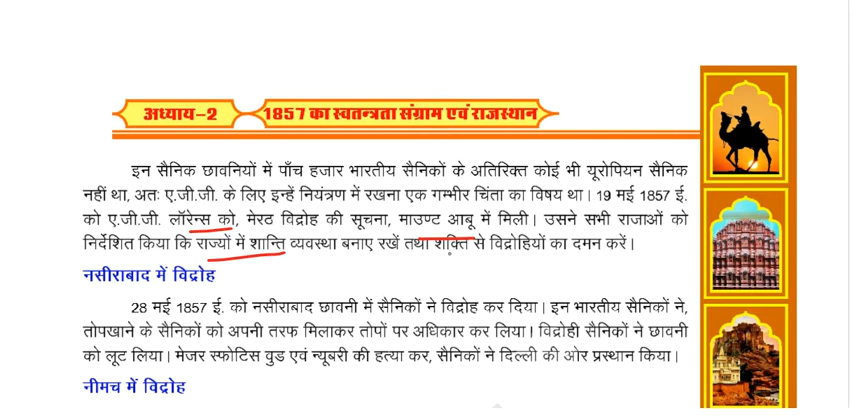 अध्याय–2
1857 का स्वतन्त्रता संग्राम एवं राजस्थान
इन सैनिक छावनियों में पाँच हजार भारतीय सैनिकों के अतिरिक्त कोई भी यूरोपियन सैनिक
नहीं था, अतः ए.जी.जी. के लिए इन्हें नियंत्रण में रखना एक गम्भीर चिंता का विषय था। 19 मई 1857 ई.
को ए.जी.जी. लॉरेन्स को, मेरठ विद्रोह की सूचना, माउण्ट आबू में मिली। उसने सभी राजाओं को
निर्देशित किया कि राज्यों में शान्ति व्यवस्था बनाए रखें तथा शक्ति से विद्रोहियों का दमन करें।
नसीराबाद में विद्रोह
28 मई 1857 ई. को नसीराबाद छावनी में सैनिकों ने विद्रोह कर दिया। इन भारतीय सैनिकों ने,
तोपखाने के सैनिकों को अपनी तरफ मिलाकर तोपों पर अधिकार कर लिया। विद्रोही सैनिकों ने छावनी
को लूट लिया। मेजर स्फोटिस वुड एवं न्यूबरी की हत्या कर, सैनिकों ने दिल्ली की ओर प्रस्थान किया।
नीमच में विद्रोह